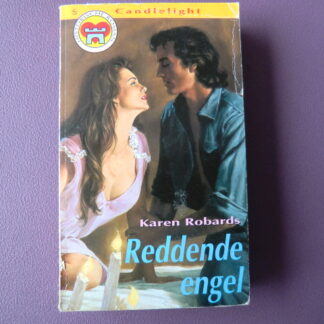 5
Candlelight
Karen Robards
Reddende
engel